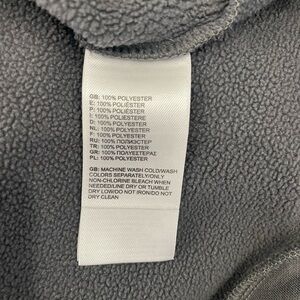 GB: 100% POLYESTER
E: 100% POLIÉSTER
P: 100% POLIÉSTER
I: 100% POLIESTERE
D: 100% POLYESTER
NL: 100% POLYESTER
F: 100% POLYESTER
RU: 100% ПОЛИЭСТЕР
TR: 100% POLYESTER
GR: 100% ΠΟΛΥΕΣΤΕΡΑΣ
PL: 100% POLYESTER
GB: MACHINE WASH COLD/WASH
COLORS SEPARATELY/ONLY
NON-CHLORINE BLEACH WHEN
NEEDED/LINE DRY OR TUMBLE
DRY LOW/DO NOT IRON/DO NOT
DRY CLEAN